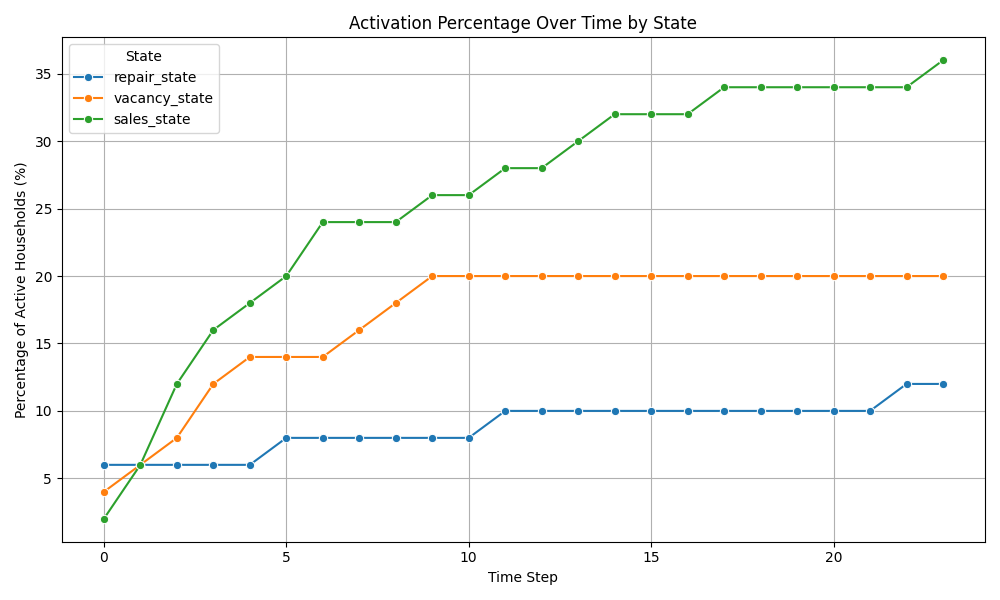 Activation Percentage Over Time by State
State
repair_state
vacancy_state
sales_state
Percentage of Active Households (%)
35
30
25
20
15
10
5
0
5
10
15
20
Time Step